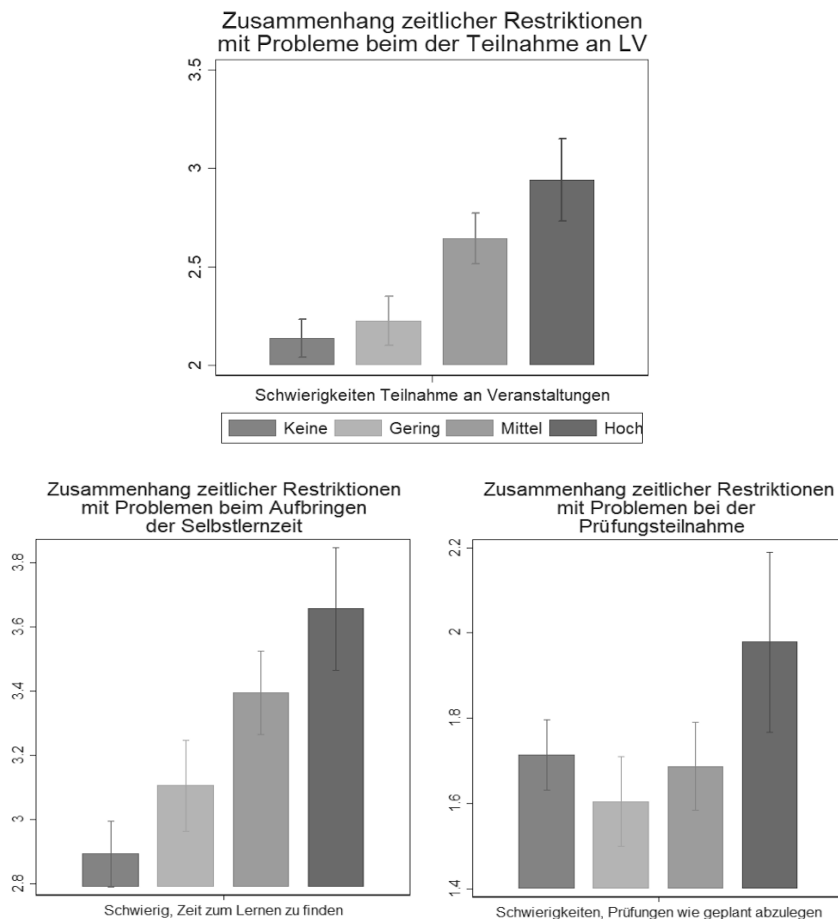 Zusammenhang zeitlicher Restriktionen
mit Probleme beim der Teilnahme an LV
3.5
3
2.5
2
Schwierigkeiten Teilnahme an Veranstaltungen
Keine Gering Mittel Hoch
Zusammenhang zeitlicher Restriktionen
mit Problemen beim Aufbringen
der Selbstlernzeit
3.8
3.6
3.4
3.2
3
2.8
Schwierig, Zeit zum Lernen zu finden
Zusammenhang zeitlicher Restriktionen
mit Problemen bei der
Prüfungsteilnahme
2.2
2
1.8
1.6
1.4
Schwierigkeiten, Prüfungen wie geplant abzulegen